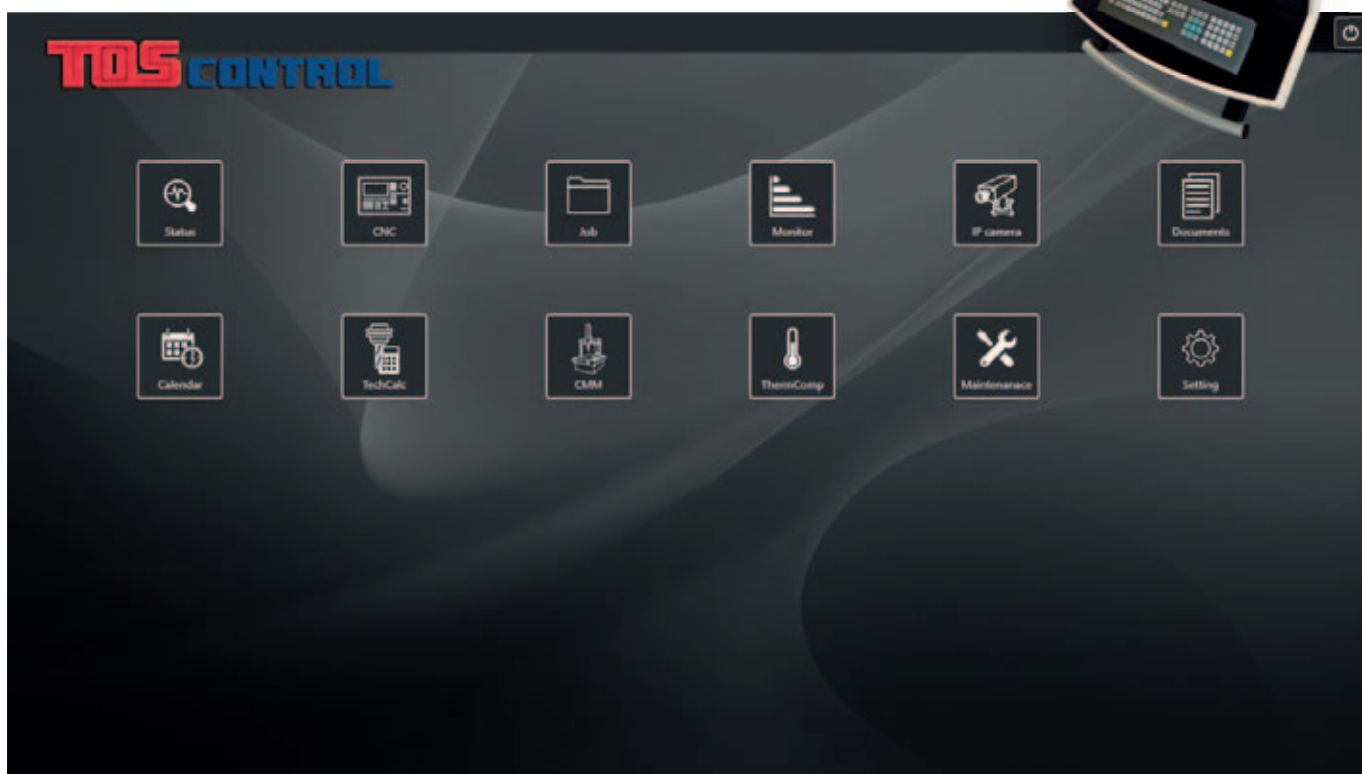 TOS CONTROL
Status
CNC
Job
Monitor
IP camera
Documents
Calendar
TechCalc
CMM
ThermComp
Maintenanace
Setting